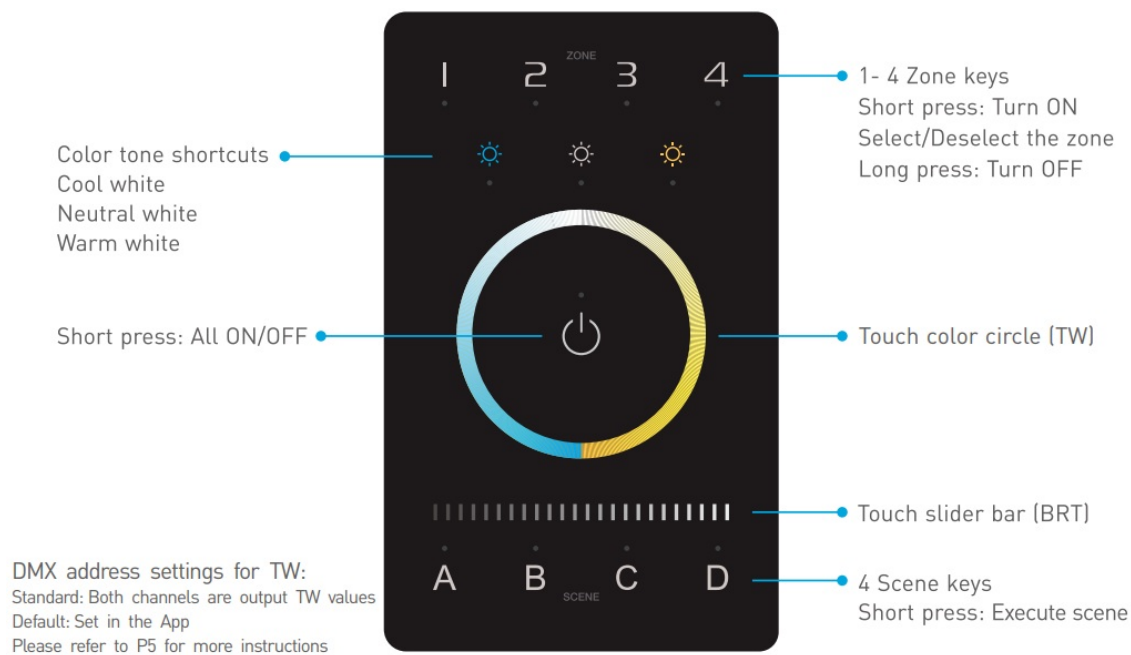 ZONE
1 2 3 4
1- 4 Zone keys
Short press: Turn ON
Select/Deselect the zone
Long press: Turn OFF
Color tone shortcuts
Cool white
Neutral white
Warm white
Short press: All ON/OFF
Touch color circle (TW)
Touch slider bar (BRT)
A B C D
SCENE
4 Scene keys
Short press: Execute scene
DMX address settings for TW:
Standard: Both channels are output TW values
Default: Set in the App
Please refer to P5 for more instructions